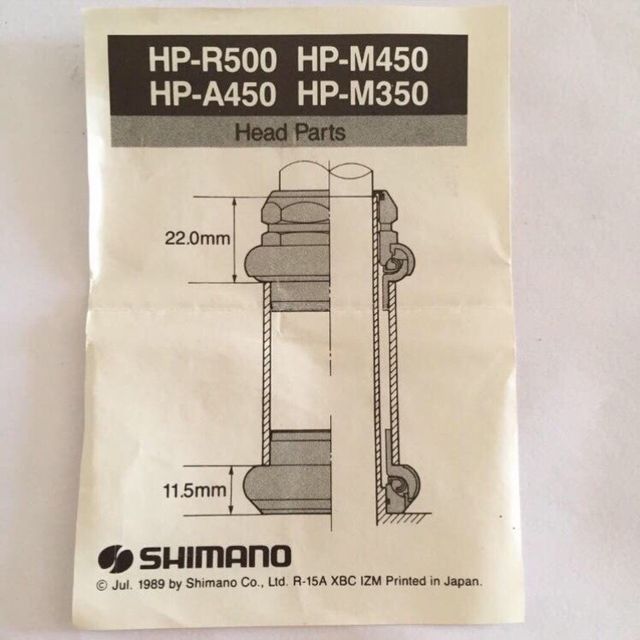 HP-R500 HP-M450
HP-A450 HP-M350
Head Parts
22.0mm
11.5mm
SHIMANO
© Jul. 1989 by Shimano Co., Ltd. R-15A XBC IZM Printed in Japan.